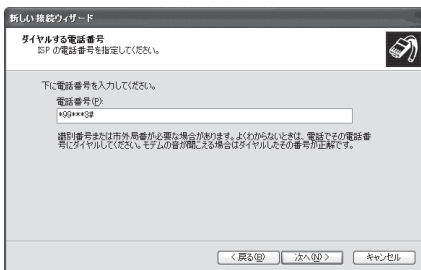 新しい接続ウィザード
ダイヤルする電話番号
ISP の電話番号を指定してください。
下に電話番号を入力してください。
電話番号(P):
*99***3#
識別番号または市外局番が必要な場合があります。よくわからないときは、電話でその電話番
号にダイヤルしてください。モデムの音が聞こえる場合はダイヤルしたその番号が正解です。
< 戻る(B)
次へ(N) >
キャンセル